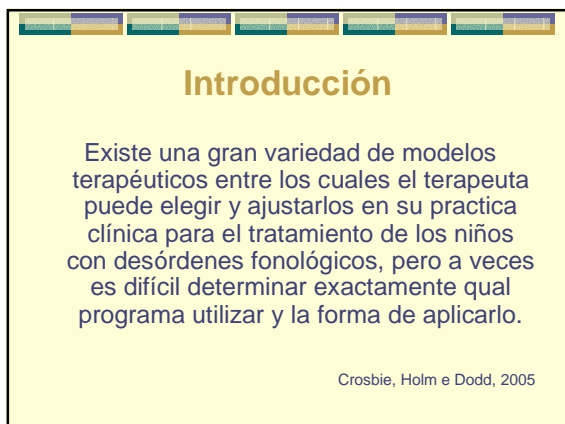 Introducción
Existe una gran variedad de modelos
terapéuticos entre los cuales el terapeuta
puede elegir y ajustarlos en su practica
clínica para el tratamiento de los niños
con desórdenes fonológicos, pero a veces
es difícil determinar exactamente qual
programa utilizar y la forma de aplicarlo.
Crosbie, Holm e Dodd, 2005